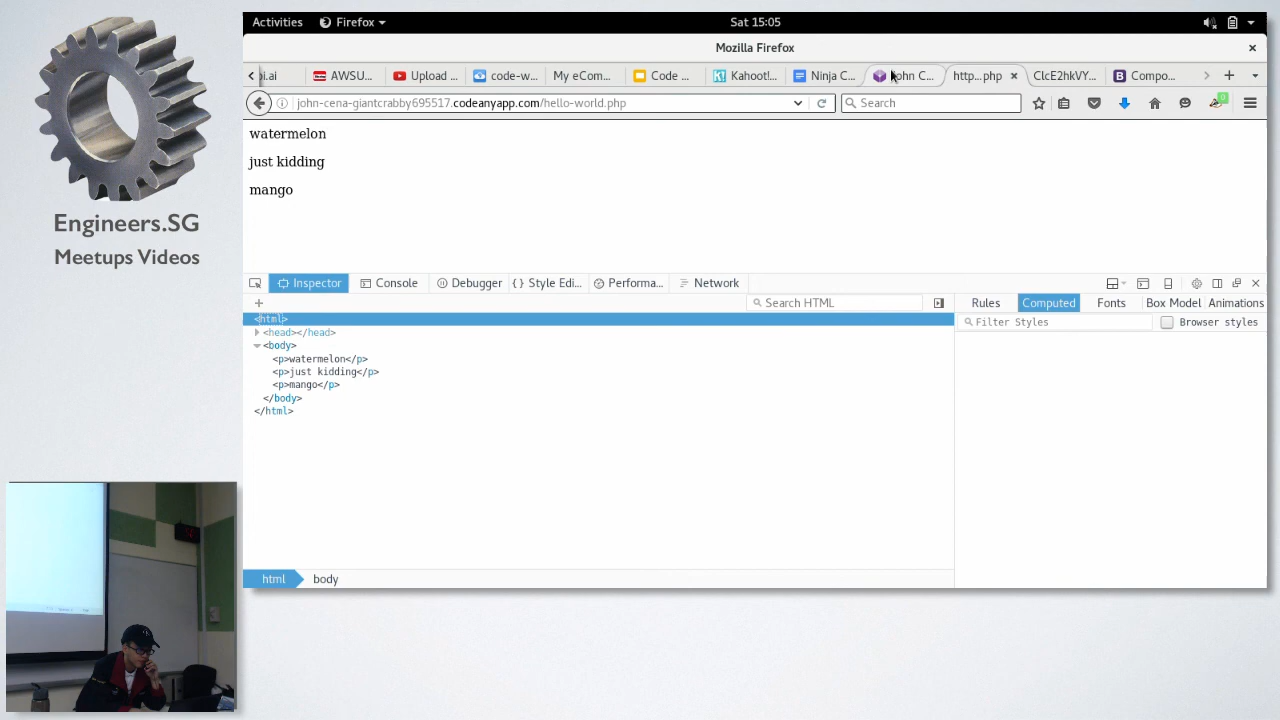 Engineers.SG
Meetups Videos
Activities Firefox Sat 15:05
Mozilla Firefox
pi.ai AWSU... Upload ... code-w... My eCom... Code ... Kahoot!... Ninja C... John C... http...php ClcE2hkVY... Compo...
john-cena-giantcrabby695517.codeanyapp.com/hello-world.php Search 0
watermelon
just kidding
mango
Inspector Console Debugger Style Edi... Performa... Network
Search HTML Rules Computed Fonts Box Model Animations
Filter Styles Browser styles
<html>
<head></head>
<body>
<p>watermelon</p>
<p>just kidding</p>
<p>mango</p>
</body>
</html>
html body